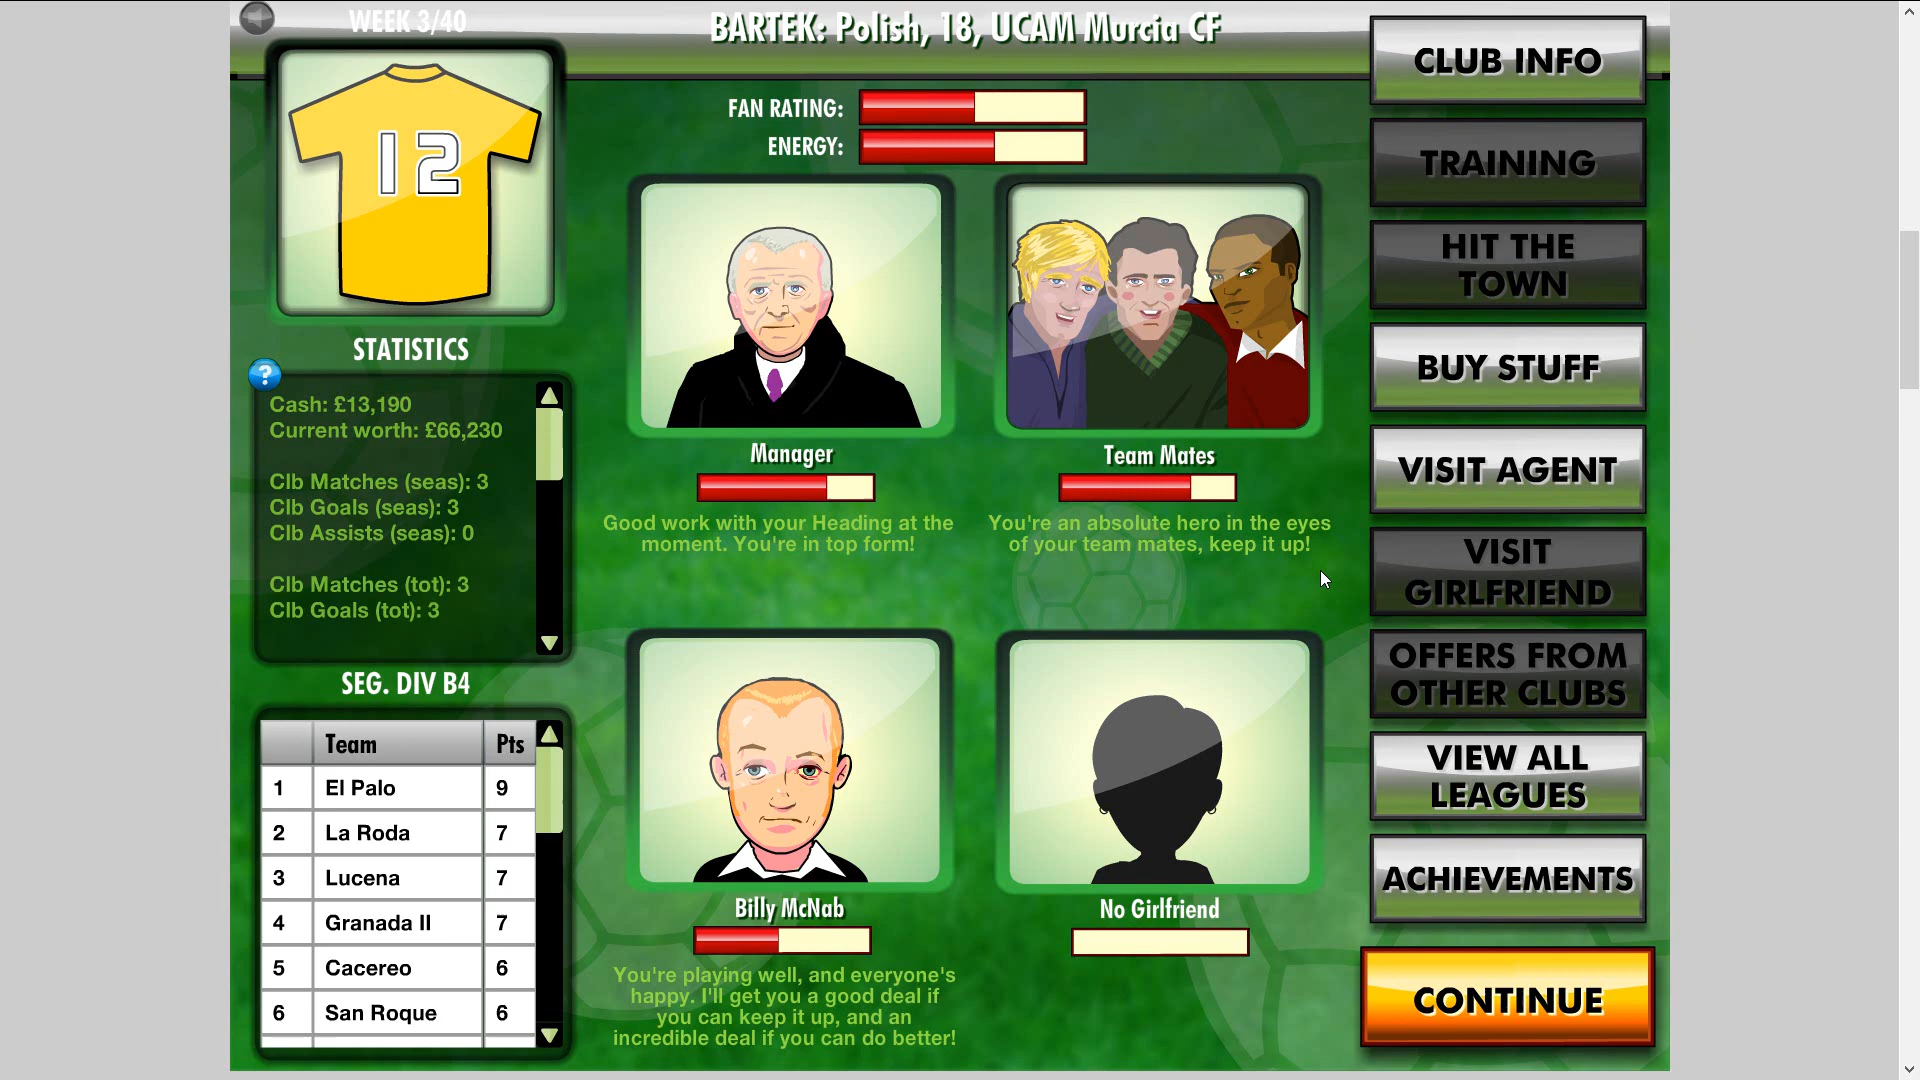 WEEK 3/40
BARTEK: Polish, 18, UCAM Murcia CF
12
FAN RATING:
ENERGY:
STATISTICS
?
Cash: £13,190
Current worth: £66,230
Clb Matches (seas): 3
Clb Goals (seas): 3
Clb Assists (seas): 0
Clb Matches (tot): 3
Clb Goals (tot): 3
SEG. DIV B4
Team Pts
1 El Palo 9
2 La Roda 7
3 Lucena 7
4 Granada II 7
5 Cacereo 6
6 San Roque 6
Manager
Good work with your Heading at the
moment. You're in top form!
Team Mates
You're an absolute hero in the eyes
of your team mates, keep it up!
Billy McNab
You're playing well, and everyone's
happy. I'll get you a good deal if
you can keep it up, and an
incredible deal if you can do better!
No Girlfriend
CLUB INFO
TRAINING
HIT THE
TOWN
BUY STUFF
VISIT AGENT
VISIT
GIRLFRIEND
OFFERS FROM
OTHER CLUBS
VIEW ALL
LEAGUES
ACHIEVEMENTS
CONTINUE